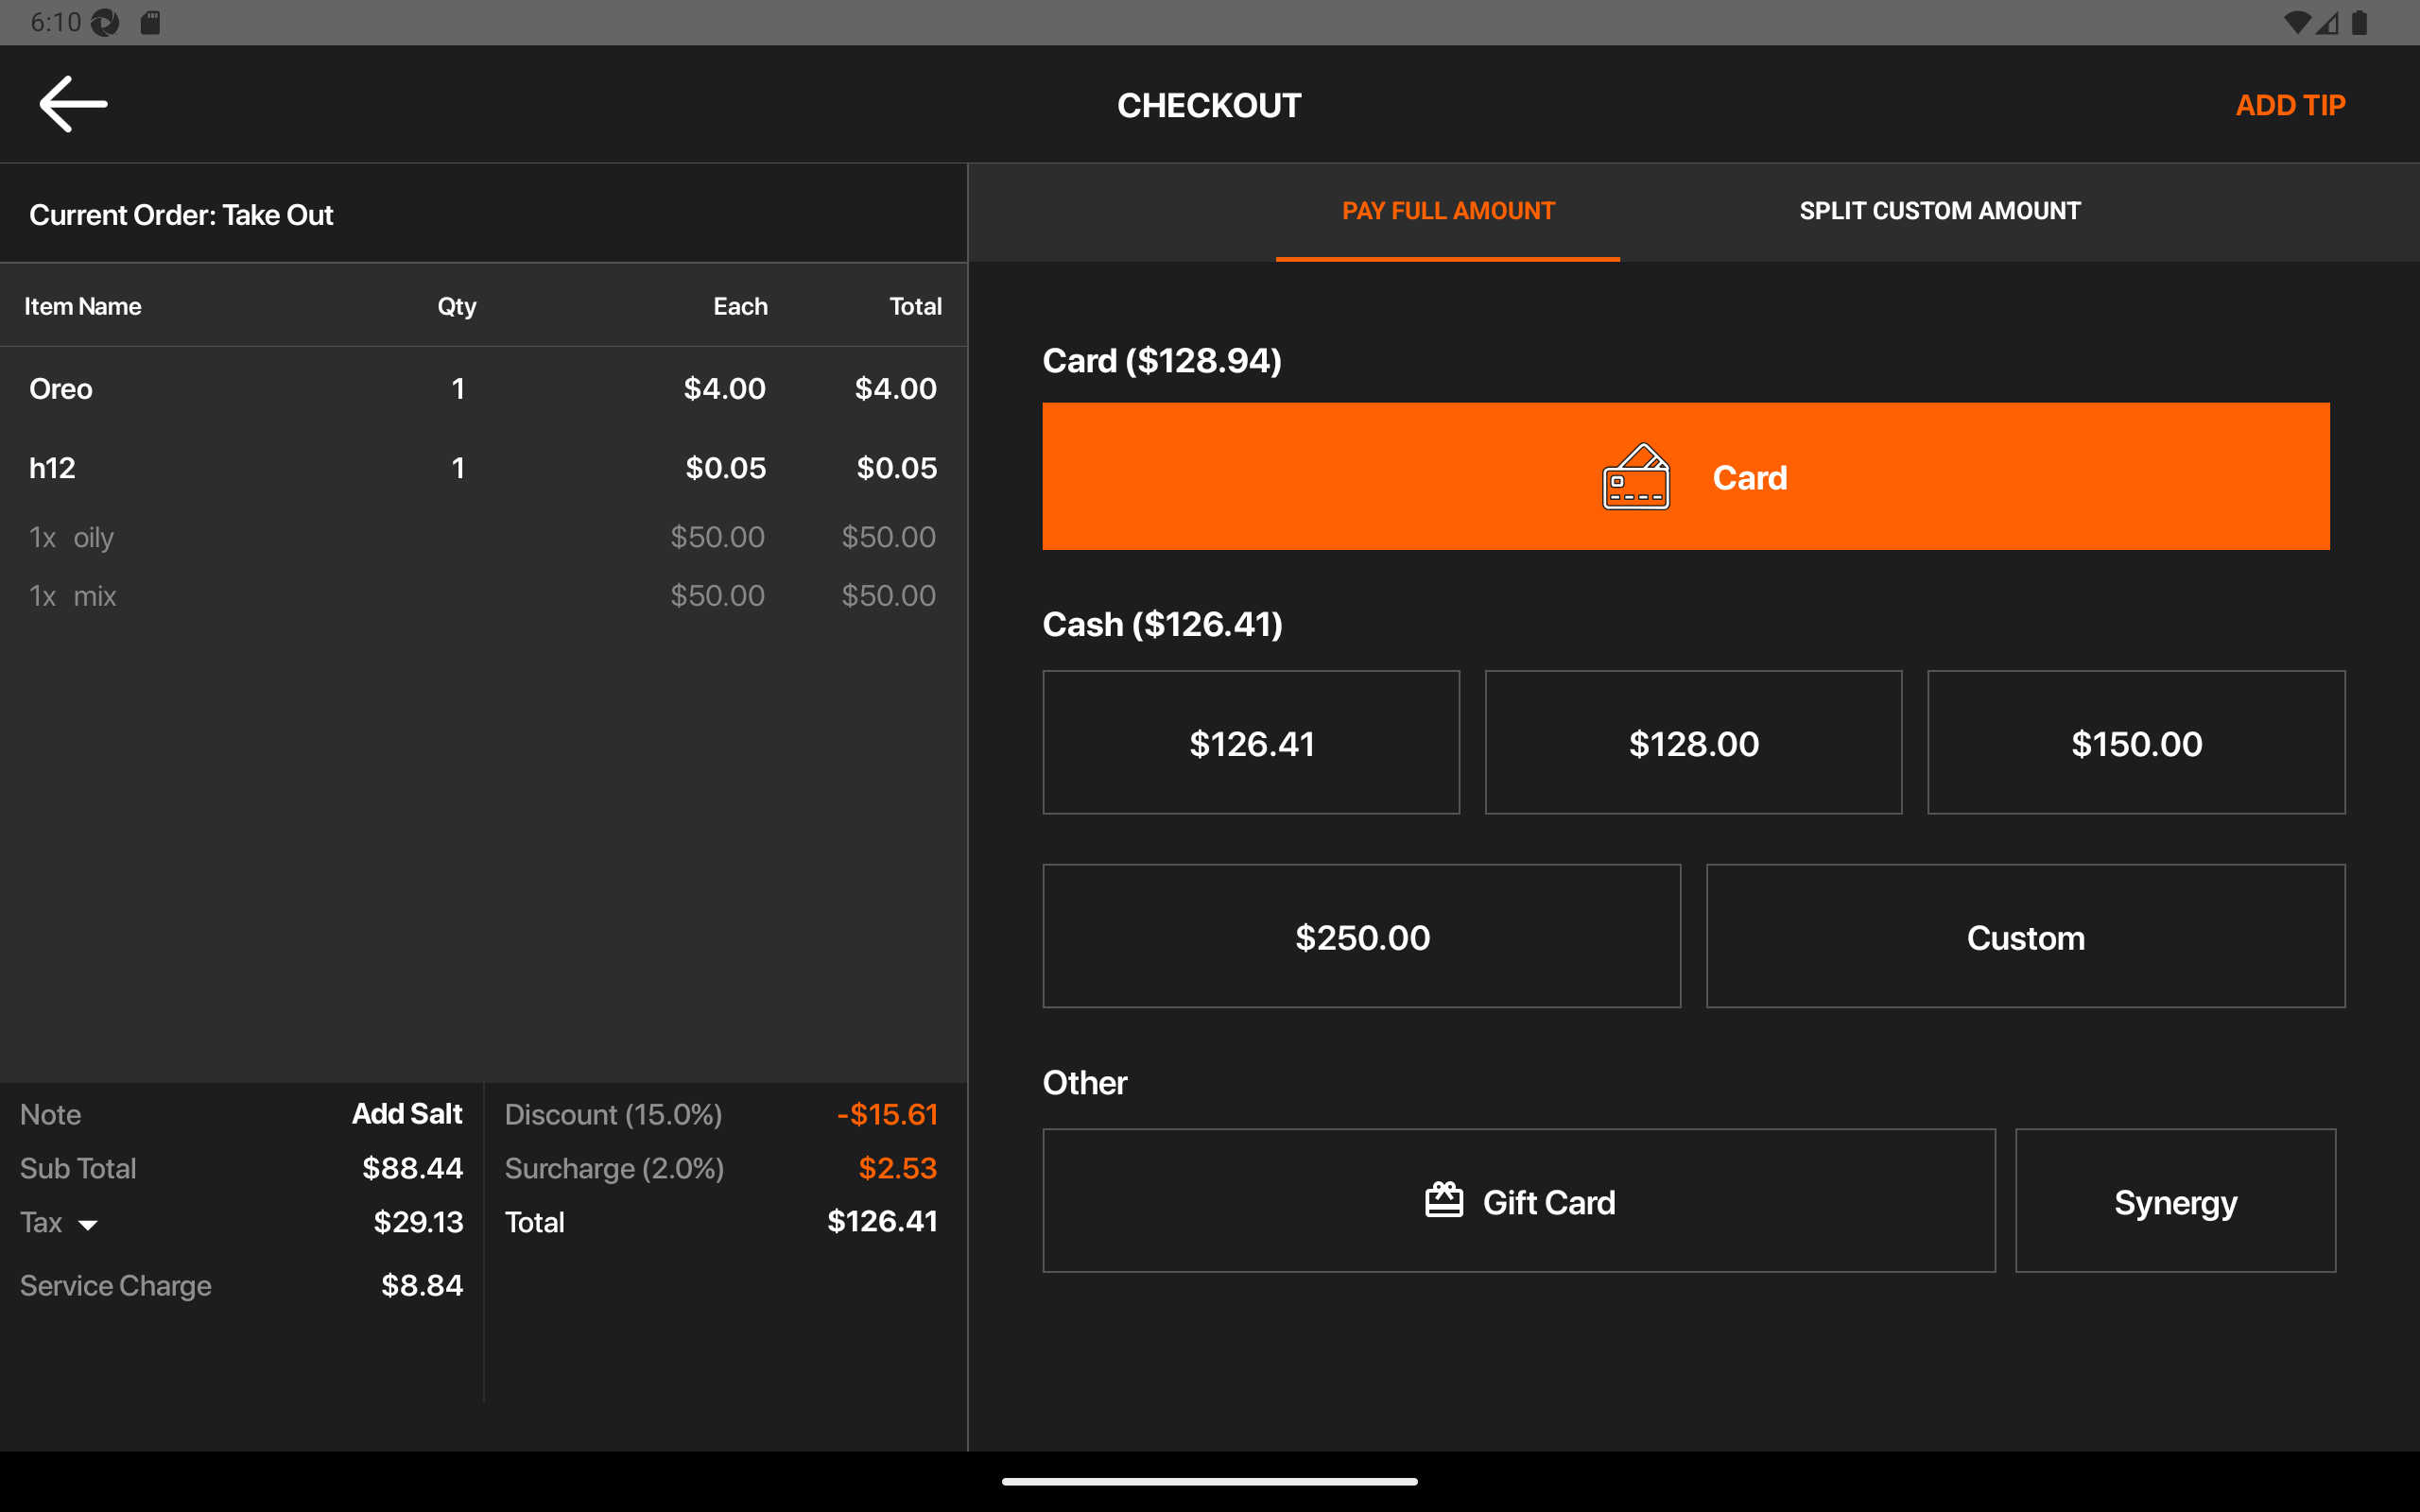 6:10
CHECKOUT
ADD TIP
Current Order: Take Out
PAY FULL AMOUNT
SPLIT CUSTOM AMOUNT
Item Name Qty Each Total
Oreo 1 $4.00 $4.00
h12 1 $0.05 $0.05
1x oily $50.00 $50.00
1x mix $50.00 $50.00
Note Add Salt
Sub Total $88.44
Tax $29.13
Service Charge $8.84
Discount (15.0%) -$15.61
Surcharge (2.0%) $2.53
Total $126.41
Card ($128.94)
Card
Cash ($126.41)
$126.41 $128.00 $150.00
$250.00 Custom
Other
Gift Card Synergy